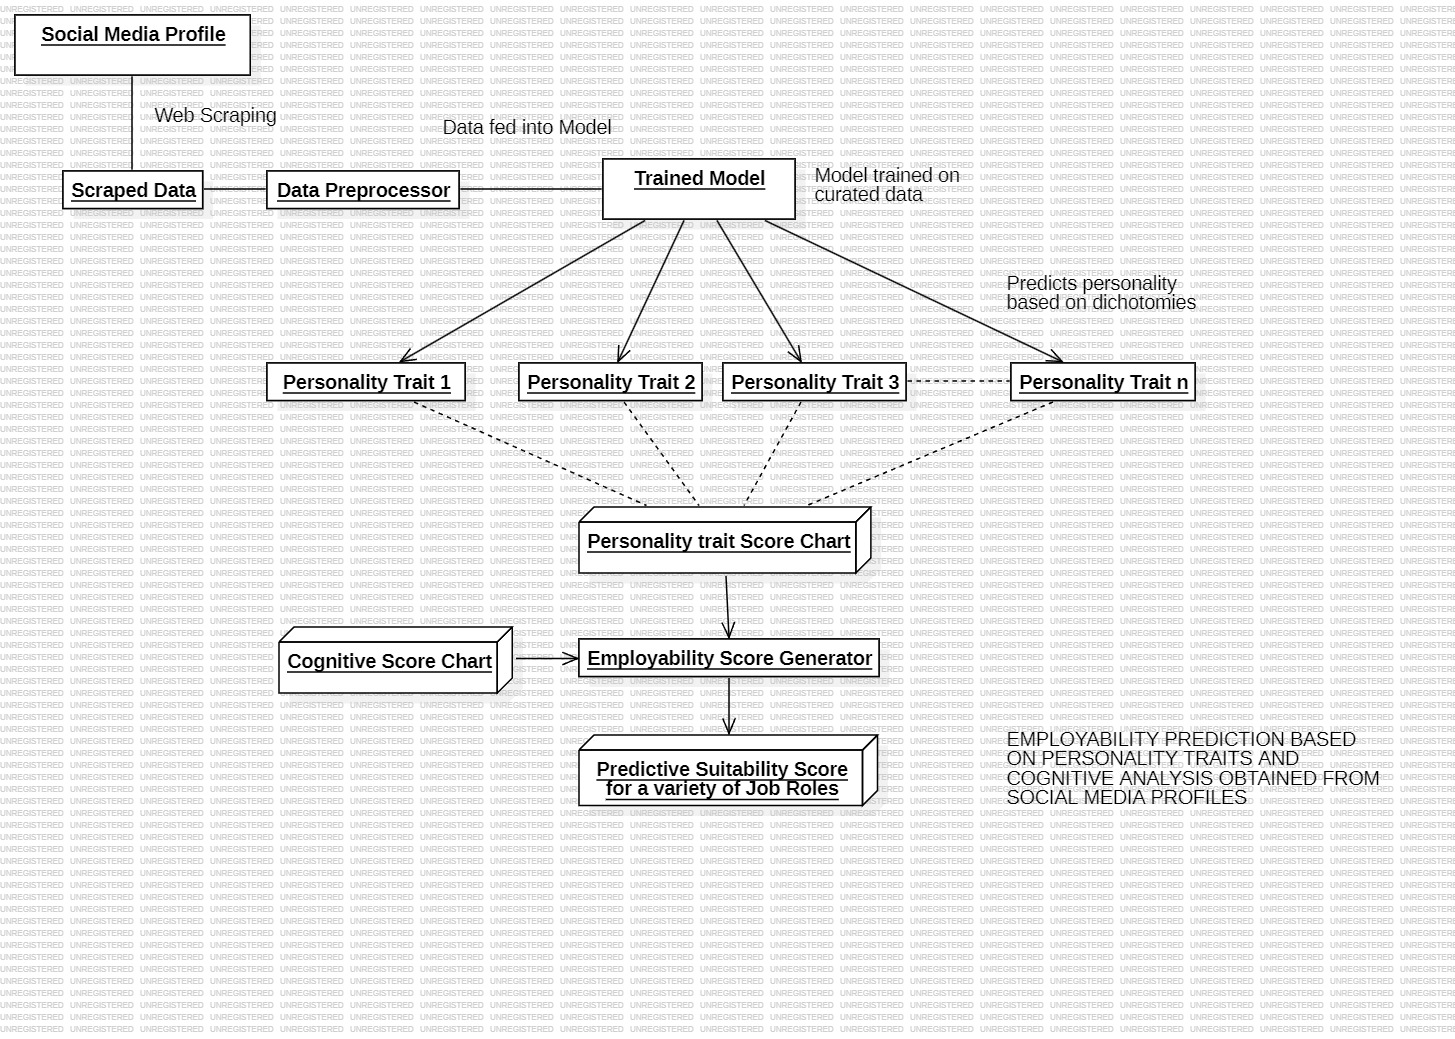 Social Media Profile
Web Scraping
Data fed into Model
Scraped Data
Data Preprocessor
Trained Model
Model trained on
curated data
Predicts personality
based on dichotomies
Personality Trait 1
Personality Trait 2
Personality Trait 3
Personality Trait n
Personality trait Score Chart
Cognitive Score Chart
Employability Score Generator
Predictive Suitability Score
for a variety of Job Roles
EMPLOYABILITY PREDICTION BASED
ON PERSONALITY TRAITS AND
COGNITIVE ANALYSIS OBTAINED FROM
SOCIAL MEDIA PROFILES
UNREGISTERED